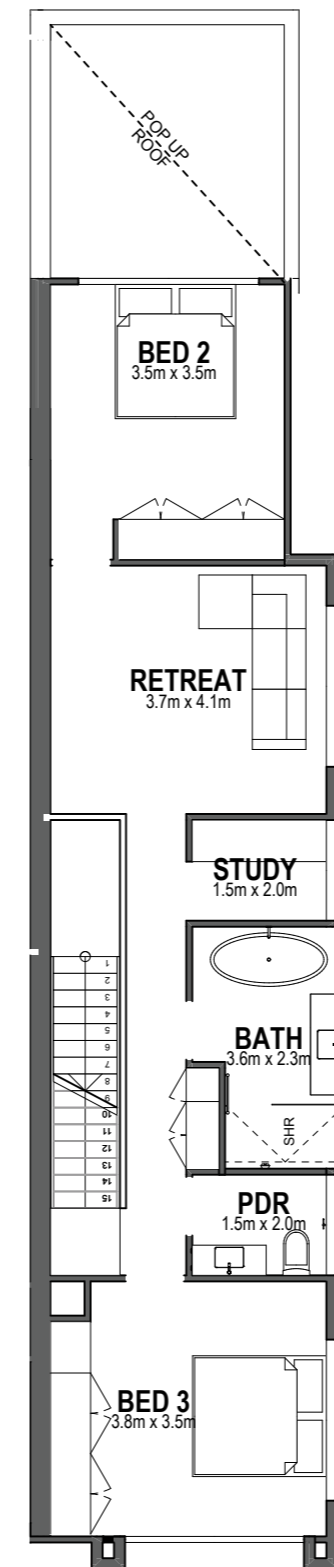 POP UP
ROOF
BED 2
3.5m x 3.5m
RETREAT
3.7m x 4.1m
STUDY
1.5m x 2.0m
1
2
3
4
5
6
7
8
9
10
11
12
13
14
15
BATH
3.6m x 2.3m
SHR
PDR
1.5m x 2.0m
BED 3
3.8m x 3.5m